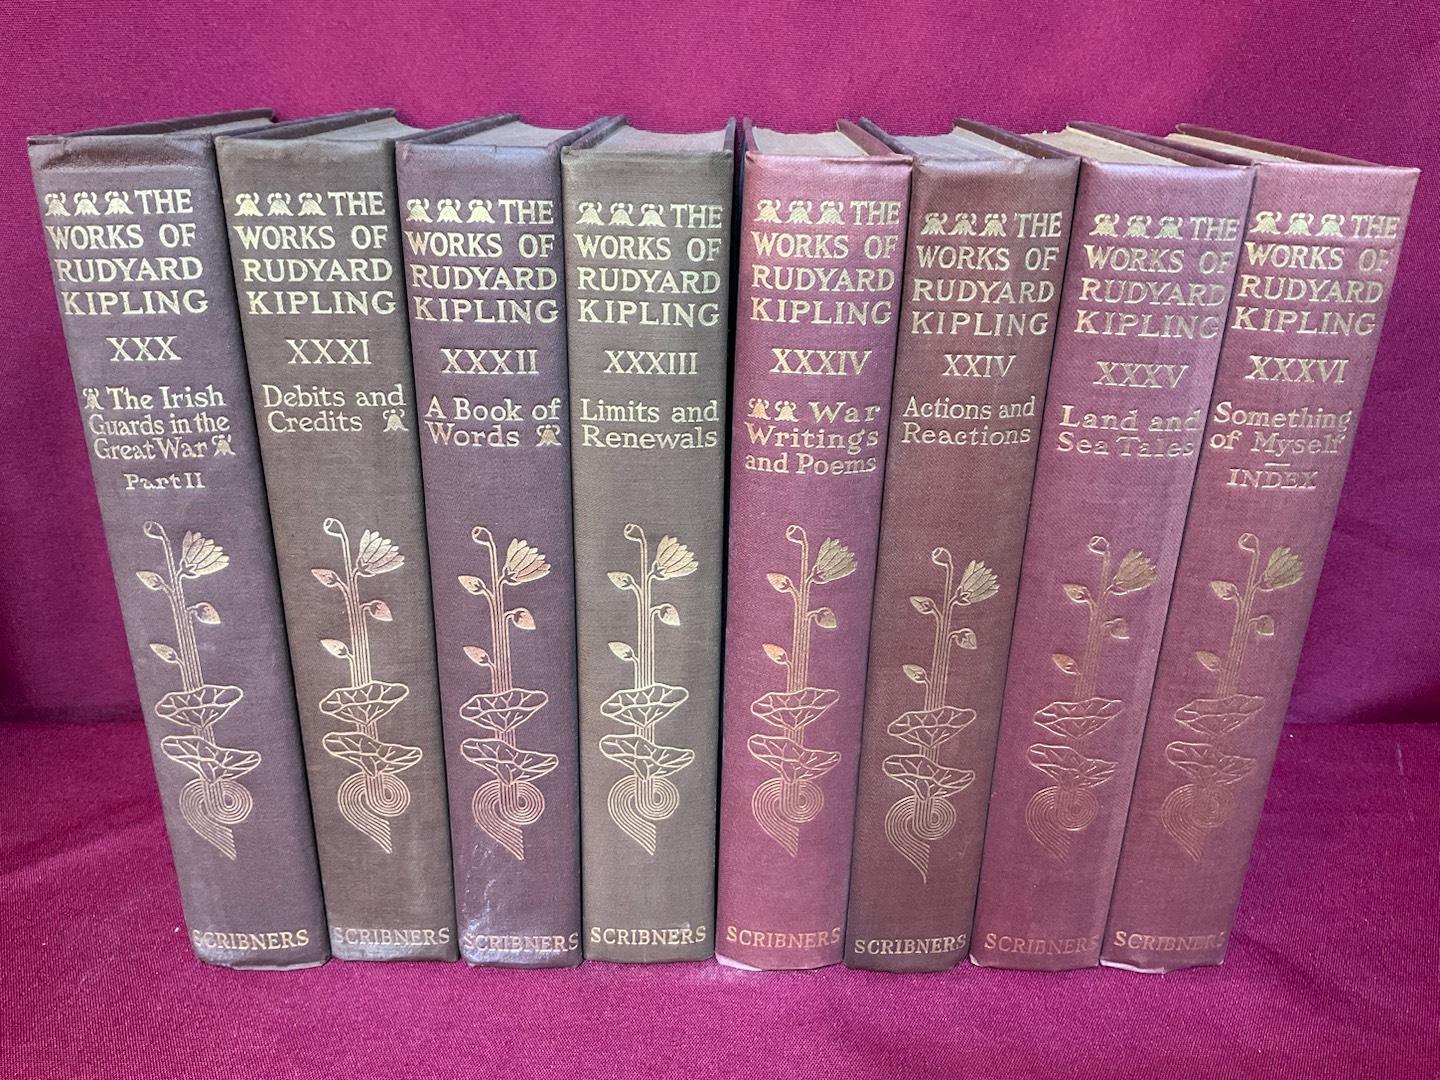 THE
WORKS OF
RUDYARD
KIPLING
XXX
The Irish
Guards in the
Great War
Part II
SCRIBNERS
THE
WORKS OF
RUDYARD
KIPLING
XXXI
Debits and
Credits
SCRIBNERS
THE
WORKS OF
RUDYARD
KIPLING
XXXII
A Book of
Words
SCRIBNERS
THE
WORKS OF
RUDYARD
KIPLING
XXXIII
Limits and
Renewals
SCRIBNERS
THE
WORKS OF
RUDYARD
KIPLING
XXXIV
War
Writings
and Poems
SCRIBNERS
THE
WORKS OF
RUDYARD
KIPLING
XXIV
Actions and
Reactions
SCRIBNERS
THE
WORKS OF
RUDYARD
KIPLING
XXXV
Land and
Sea Tales
SCRIBNERS
THE
WORKS OF
RUDYARD
KIPLING
XXXVI
Something
of Myself
INDEX
SCRIBNERS